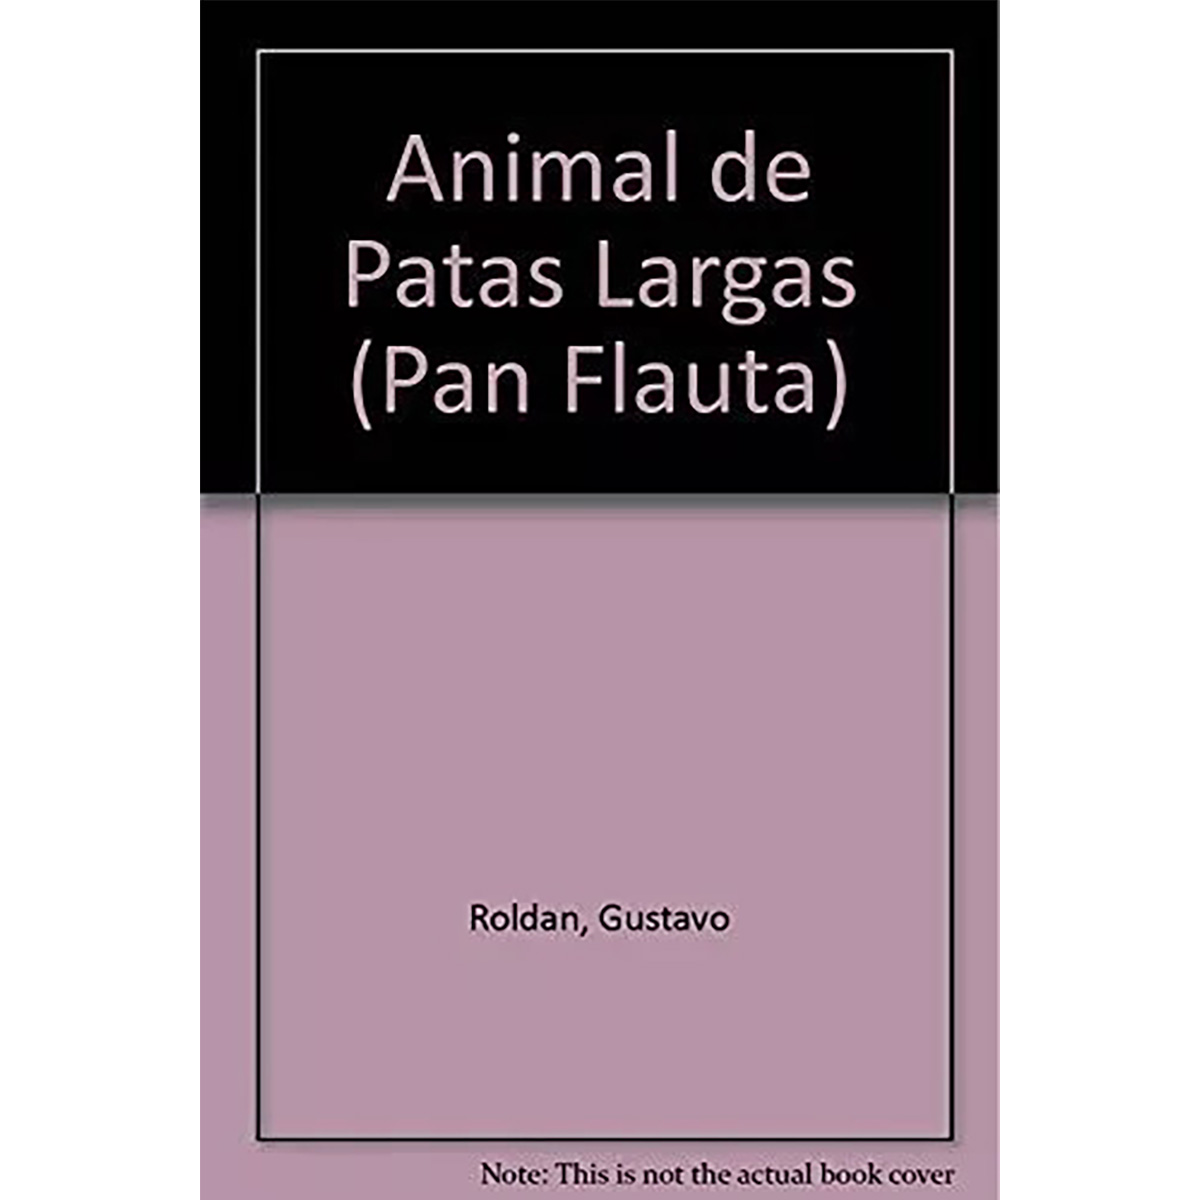 Animal de
Patas Largas
(Pan Flauta)
Roldan, Gustavo
Note: This is not the actual book cover